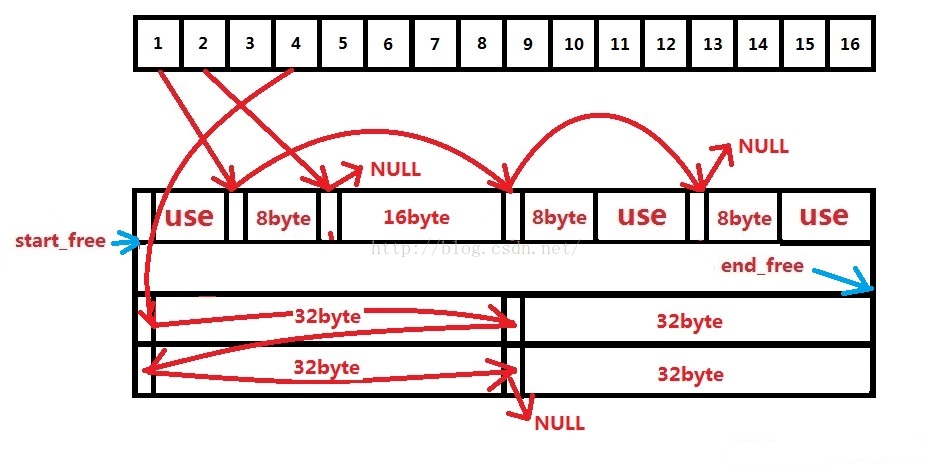 1 2 3 4 5 6 7 8 9 10 11 12 13 14 15 16
NULL
NULL
use 8byte 16byte 8byte use 8byte use
start_free
http://blog.csdn.net/
end_free
32byte 32byte
32byte 32byte
NULL